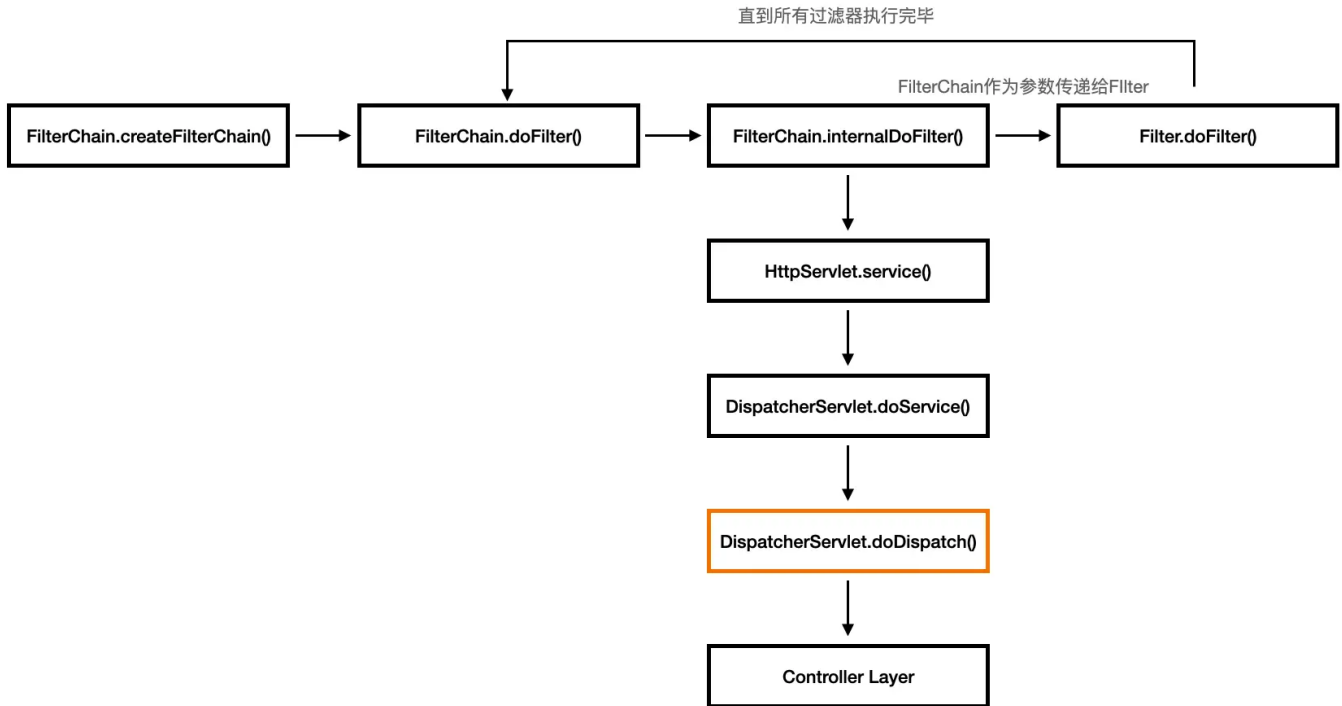 直到所有过滤器执行完毕
FilterChain作为参数传递给FIlter
FilterChain.createFilterChain()
FilterChain.doFilter()
FilterChain.internalDoFilter()
Filter.doFilter()
HttpServlet.service()
DispatcherServlet.doService()
DispatcherServlet.doDispatch()
Controller Layer